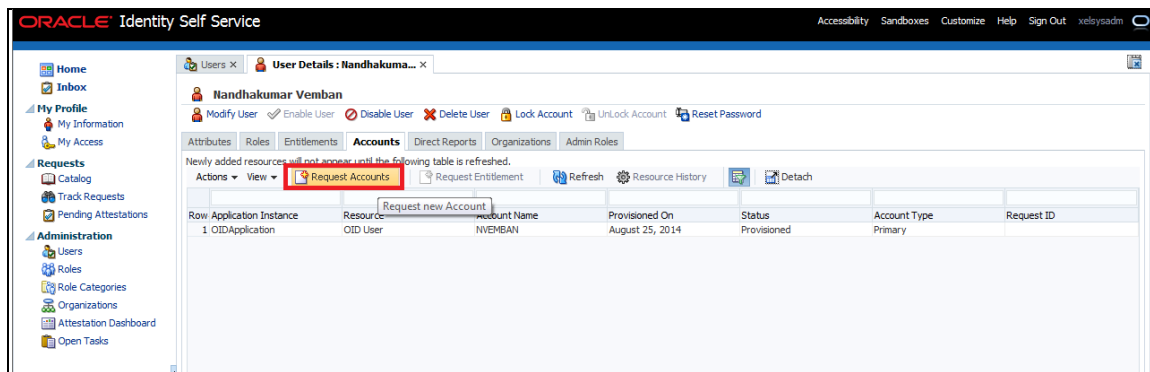 ORACLE Identity Self Service
Accessibility Sandboxes Customize Help Sign Out xelsysadm
Home
Inbox
My Profile
My Information
My Access
Requests
Catalog
Track Requests
Pending Attestations
Administration
Users
Roles
Role Categories
Organizations
Attestation Dashboard
Open Tasks
Users User Details : Nandhakuma...
Nandhakumar Vemban
Modify User Enable User Disable User Delete User Lock Account UnLock Account Reset Password
Attributes Roles Entitlements Accounts Direct Reports Organizations Admin Roles
Newly added resources will not appear until the following table is refreshed.
Actions View Request Accounts Request Entitlement Refresh Resource History Detach
Request new Account
Row Application Instance Resource Account Name Provisioned On Status Account Type Request ID
1 OIDApplication OID User NVEMBAN August 25, 2014 Provisioned Primary